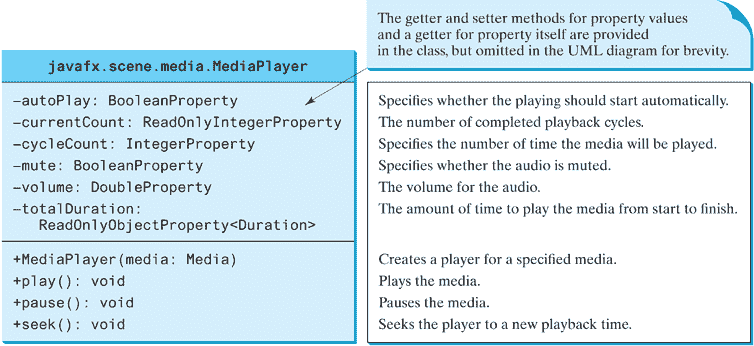 The getter and setter methods for property values
and a getter for property itself are provided
in the class, but omitted in the UML diagram for brevity.
javafx.scene.media.MediaPlayer
-autoPlay: BooleanProperty
-currentCount: ReadOnlyIntegerProperty
-cycleCount: IntegerProperty
-mute: BooleanProperty
-volume: DoubleProperty
-totalDuration:
ReadOnlyObjectProperty<Duration>
+MediaPlayer(media: Media)
+play(): void
+pause(): void
+seek(): void
Specifies whether the playing should start automatically.
The number of completed playback cycles.
Specifies the number of time the media will be played.
Specifies whether the audio is muted.
The volume for the audio.
The amount of time to play the media from start to finish.
Creates a player for a specified media.
Plays the media.
Pauses the media.
Seeks the player to a new playback time.